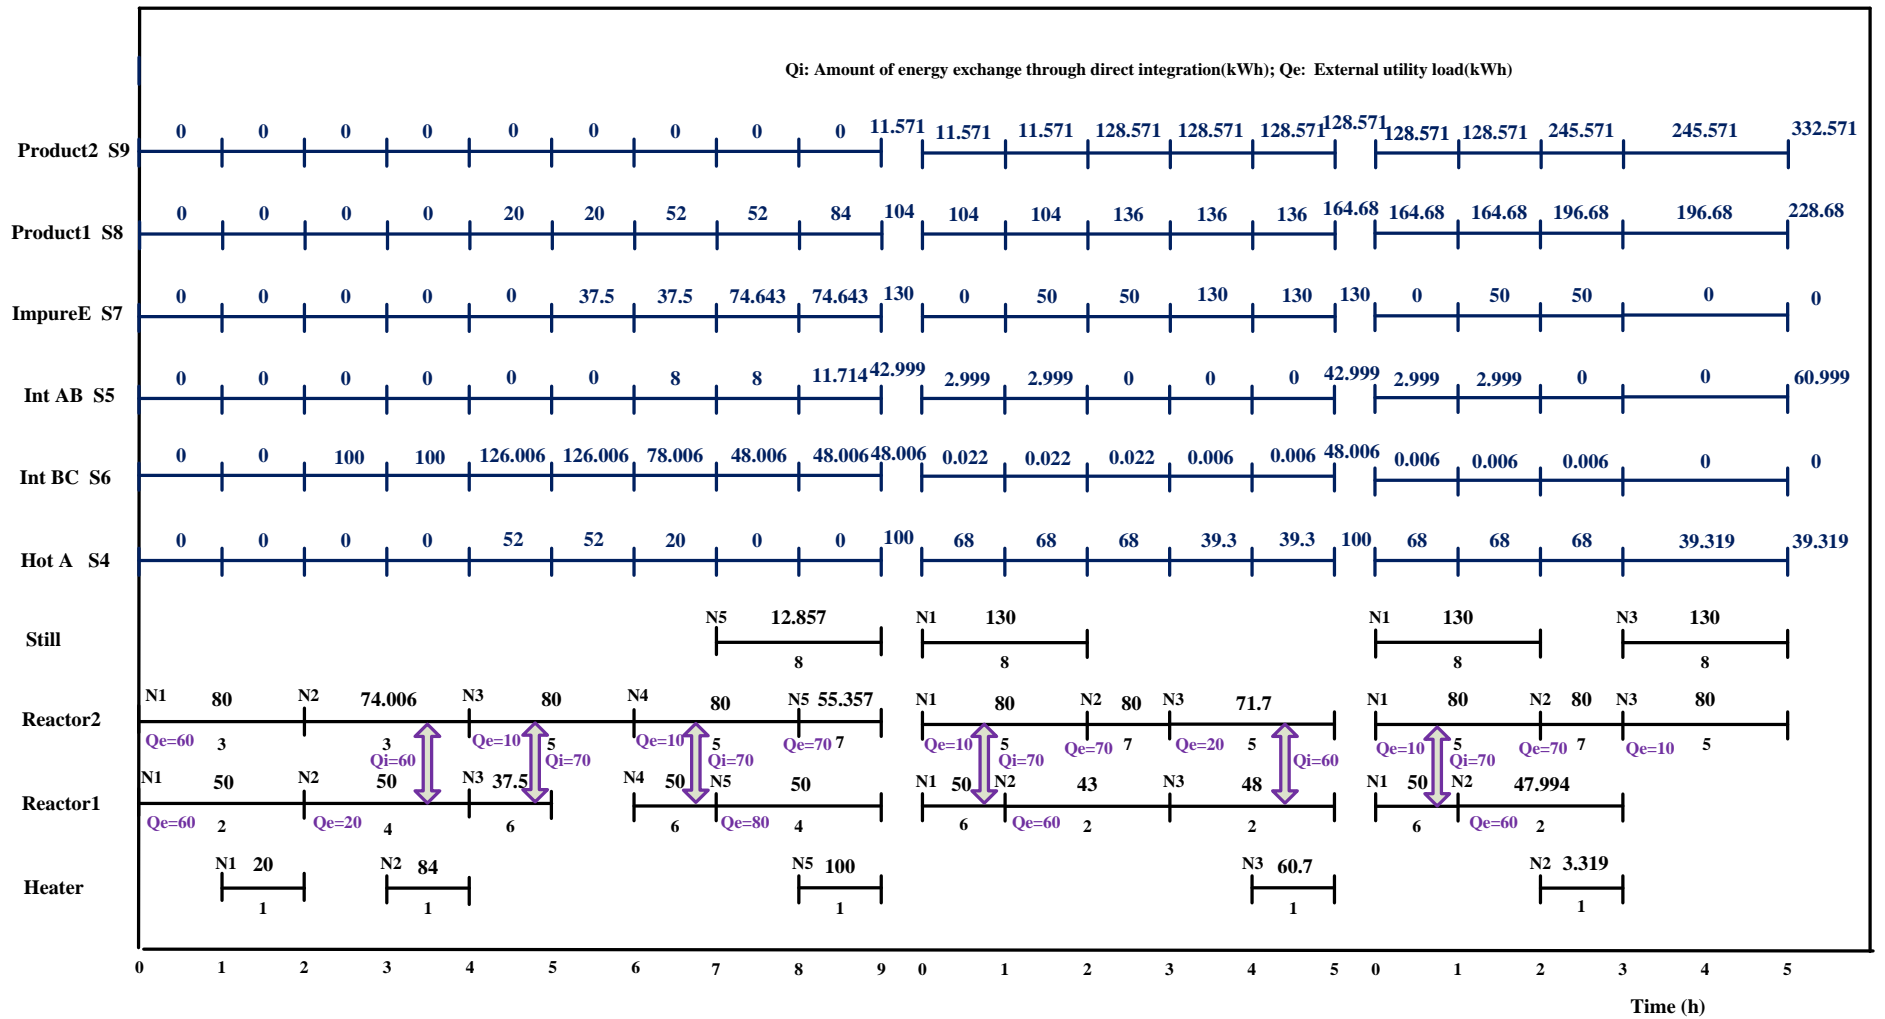 Qi: Amount of energy exchange through direct integration(kWh); Qe: External utility load(kWh)
Product2 S9
0 0 0 0 0 0 0 0 0 11.571 11.571 11.571 128.571 128.571 128.571 128.571 128.571 128.571 245.571 245.571 332.571
Product1 S8
0 0 0 0 20 20 52 52 84 104 104 104 136 136 136 164.68 164.68 164.68 196.68 196.68 228.68
ImpureE S7
0 0 0 0 0 37.5 37.5 74.643 74.643 130 0 50 50 130 130 130 0 50 50 0 0
Int AB S5
0 0 0 0 0 0 8 8 11.714 42.999 2.999 2.999 0 0 0 42.999 2.999 2.999 0 0 60.999
Int BC S6
0 0 100 100 126.006 126.006 78.006 48.006 48.006 48.006 0.022 0.022 0.022 0.006 0.006 48.006 0.006 0.006 0.006 0 0
Hot A S4
0 0 0 0 52 52 20 0 0 100 68 68 68 39.3 39.3 100 68 68 68 39.319 39.319
Still
N5 12.857 N1 130 N1 130 N3 130
8 8 8 8
Reactor2
N1 80 N2 74.006 N3 80 N4 80 N5 55.357 N1 80 N2 80 N3 71.7 N1 80 N2 80 N3 80
Qe=60 3 3 Qe=10 5 Qe=10 5 Qe=70 7 Qe=10 5 Qe=70 7 Qe=20 5 Qe=10 5 Qe=70 7 Qe=10 5
Qi=60 Qi=70 Qi=70 Qi=70 Qi=60 Qi=70
Reactor1
N1 50 N2 50 N3 37.5 N4 50 N5 50 N1 50 N2 43 N3 48 N1 50 N2 47.994
Qe=60 2 Qe=20 4 6 6 Qe=80 4 6 Qe=60 2 2 6 Qe=60 2
Heater
N1 20 N2 84 N5 100 N3 60.7 N2 3.319
1 1 1 1 1
0 1 2 3 4 5 6 7 8 9 0 1 2 3 4 5 0 1 2 3 4 5
Time (h)